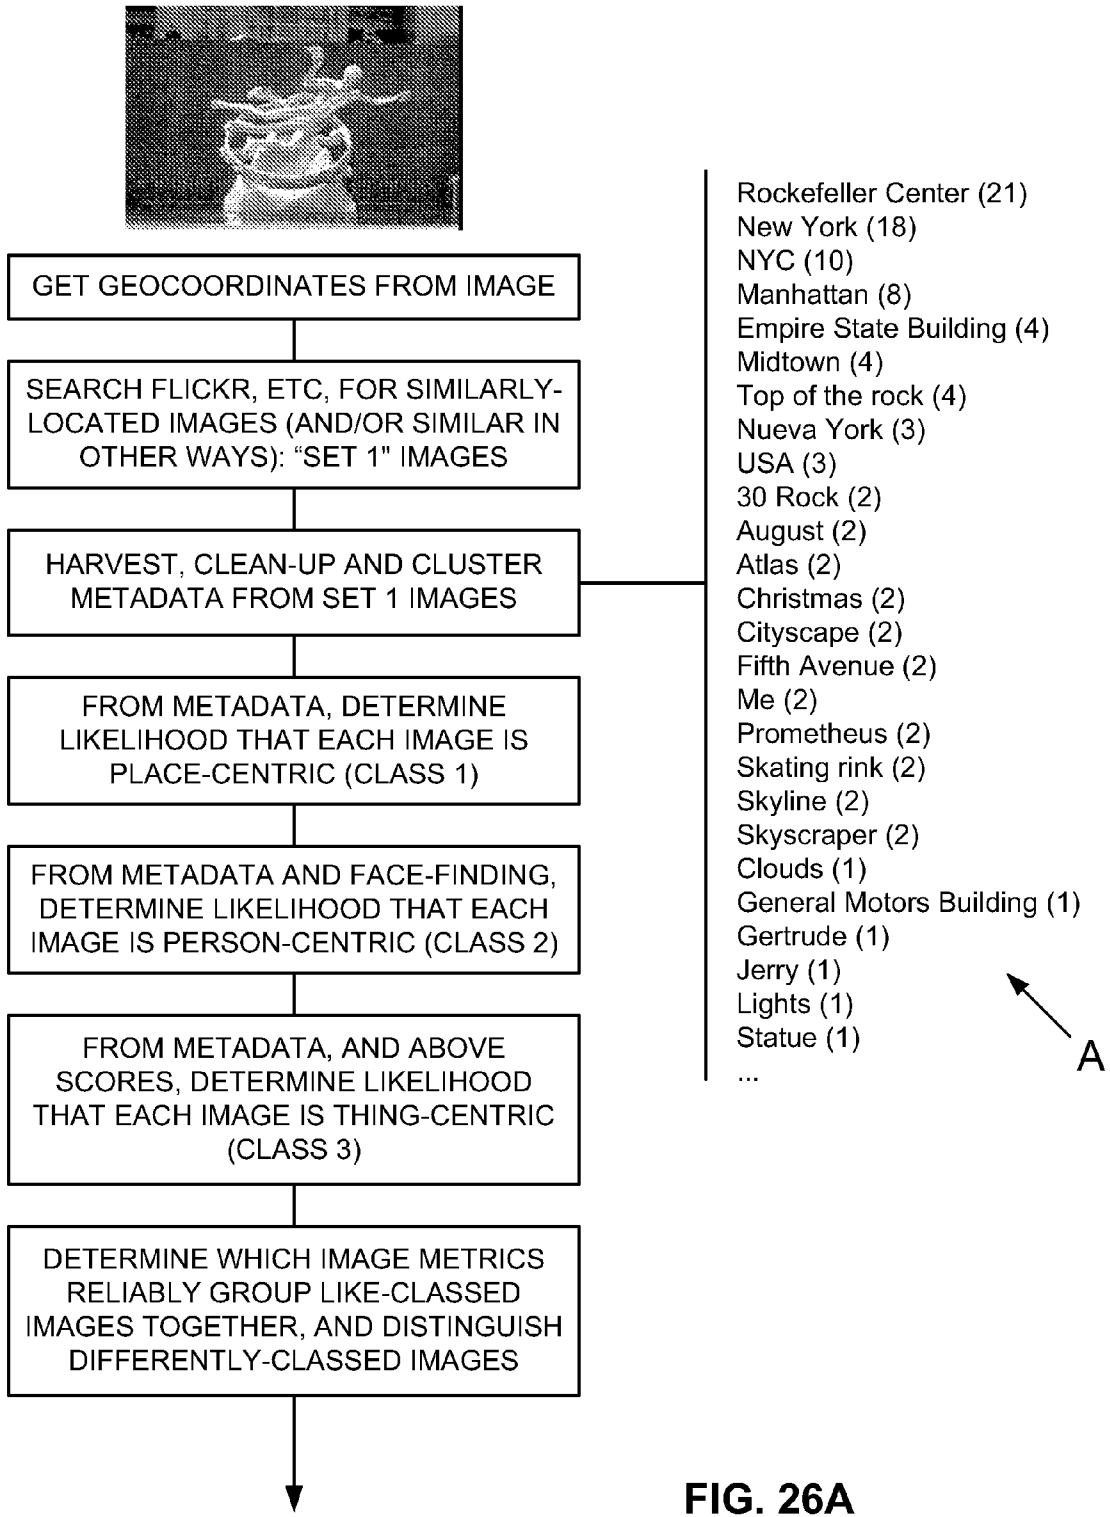 GET GEOCOORDINATES FROM IMAGE
SEARCH FLICKR, ETC, FOR SIMILARLY-
LOCATED IMAGES (AND/OR SIMILAR IN
OTHER WAYS): “SET 1" IMAGES
HARVEST, CLEAN-UP AND CLUSTER
METADATA FROM SET 1 IMAGES
FROM METADATA, DETERMINE
LIKELIHOOD THAT EACH IMAGE IS
PLACE-CENTRIC (CLASS 1)
FROM METADATA AND FACE-FINDING,
DETERMINE LIKELIHOOD THAT EACH
IMAGE IS PERSON-CENTRIC (CLASS 2)
FROM METADATA, AND ABOVE
SCORES, DETERMINE LIKELIHOOD
THAT EACH IMAGE IS THING-CENTRIC
(CLASS 3)
DETERMINE WHICH IMAGE METRICS
RELIABLY GROUP LIKE-CLASSED
IMAGES TOGETHER, AND DISTINGUISH
DIFFERENTLY-CLASSED IMAGES
Rockefeller Center (21)
New York (18)
NYC (10)
Manhattan (8)
Empire State Building (4)
Midtown (4)
Top of the rock (4)
Nueva York (3)
USA (3)
30 Rock (2)
August (2)
Atlas (2)
Christmas (2)
Cityscape (2)
Fifth Avenue (2)
Me (2)
Prometheus (2)
Skating rink (2)
Skyline (2)
Skyscraper (2)
Clouds (1)
General Motors Building (1)
Gertrude (1)
Jerry (1)
Lights (1)
Statue (1)
...
A
FIG. 26A